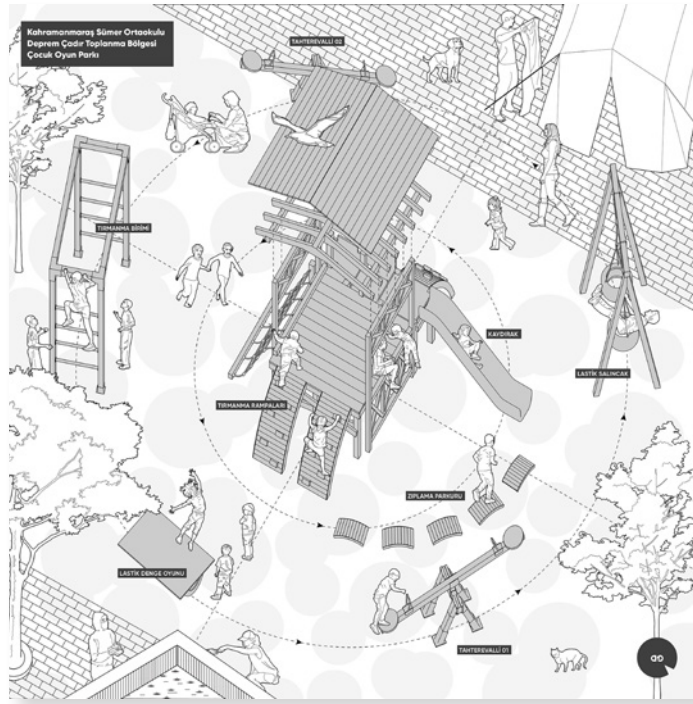 Kahramanmaraş Sümer Ortaokulu
Deprem Çadır Toplanma Bölgesi
Çocuk Oyun Parkı
TAHTEREVALLİ 02
TIRMANMA BİRİMİ
KAYDIRAK
LASTİK SALINCAK
TIRMANMA RAMPALARI
ZIPLAMA PARKURU
LASTİK DENGE OYUNU
TAHTEREVALLİ 01